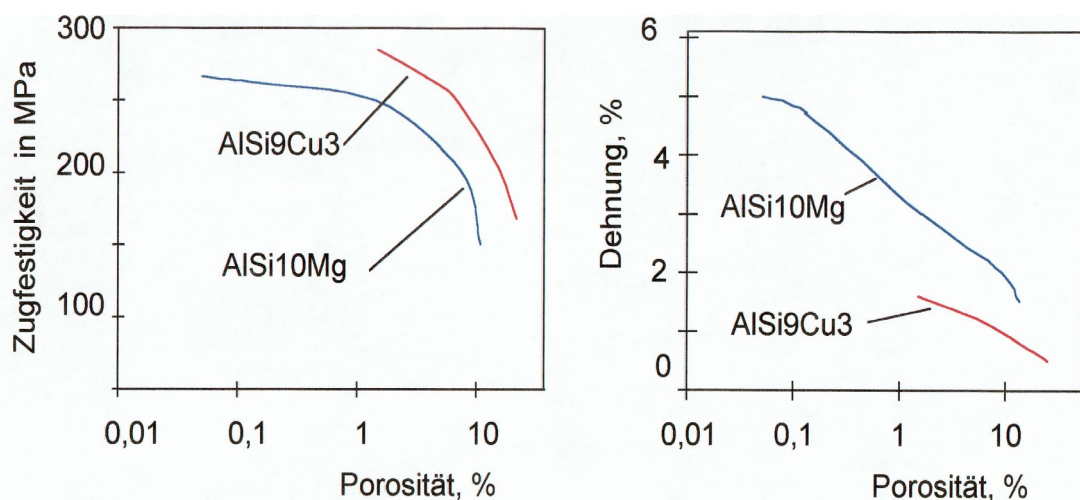 Zugfestigkeit in MPa
300
200
100
AlSi9Cu3
AlSi10Mg
0,01 0,1 1 10
Porosität, %
Dehnung, %
6
4
2
0
AlSi10Mg
AlSi9Cu3
0,01 0,1 1 10
Porosität, %